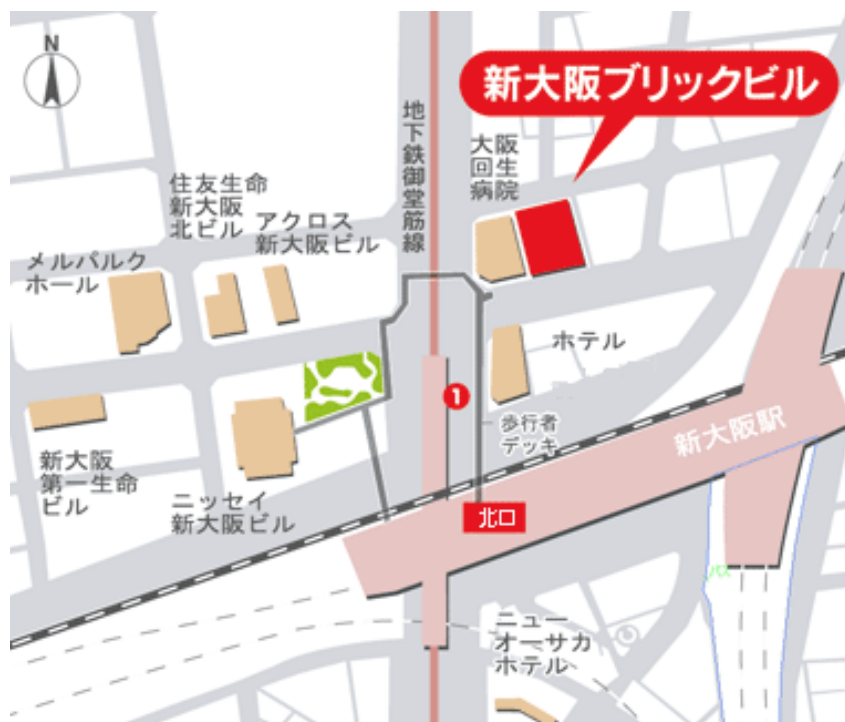 N
新大阪ブリックビル
地下鉄御堂筋線
大阪
回生
病院
住友生命
新大阪
北ビル
アクロス
新大阪ビル
メルパルク
ホール
ホテル
1
歩行者
デッキ
新大阪駅
新大阪
第一生命
ビル
ニッセイ
新大阪ビル
北口
ニュー
オーサカ
ホテル